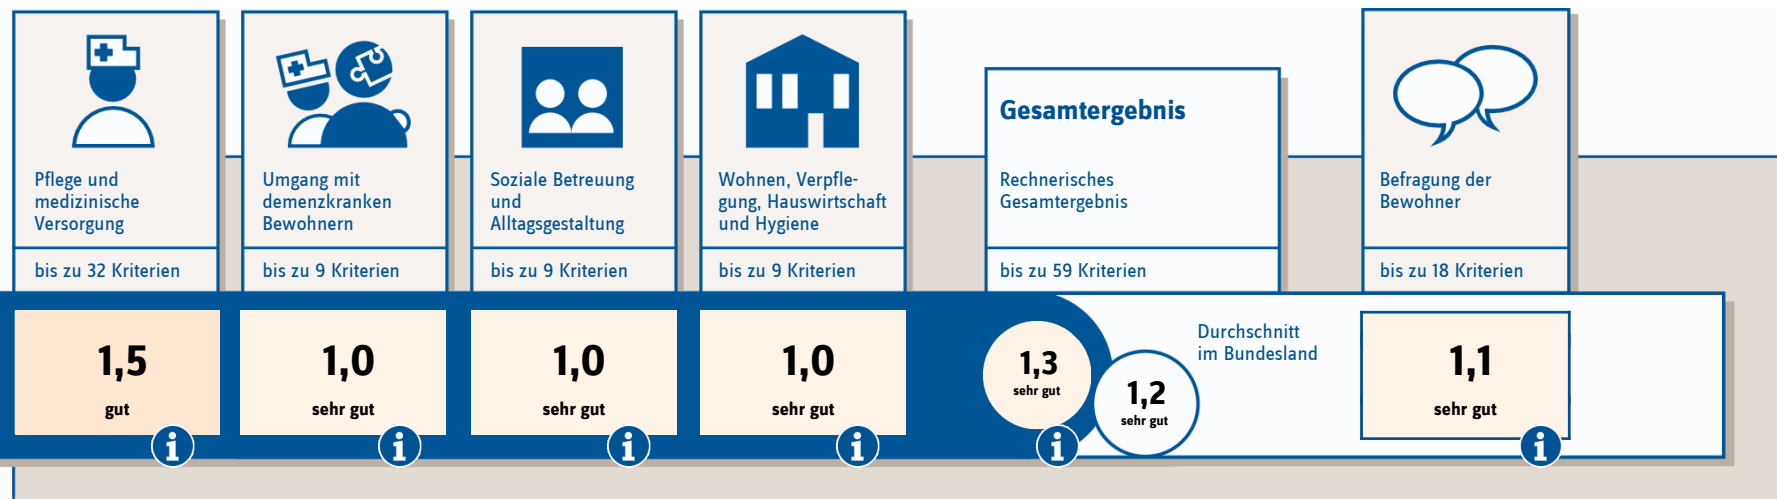 Pflege und
medizinische
Versorgung
bis zu 32 Kriterien
1,5
gut
Umgang mit
demenzkranken
Bewohnern
bis zu 9 Kriterien
1,0
sehr gut
Soziale Betreuung
und
Alltagsgestaltung
bis zu 9 Kriterien
1,0
sehr gut
Wohnen, Verpfle-
gung, Hauswirtschaft
und Hygiene
bis zu 9 Kriterien
1,0
sehr gut
Gesamtergebnis
Rechnerisches
Gesamtergebnis
bis zu 59 Kriterien
1,3
sehr gut
1,2
sehr gut
Durchschnitt
im Bundesland
Befragung der
Bewohner
bis zu 18 Kriterien
1,1
sehr gut